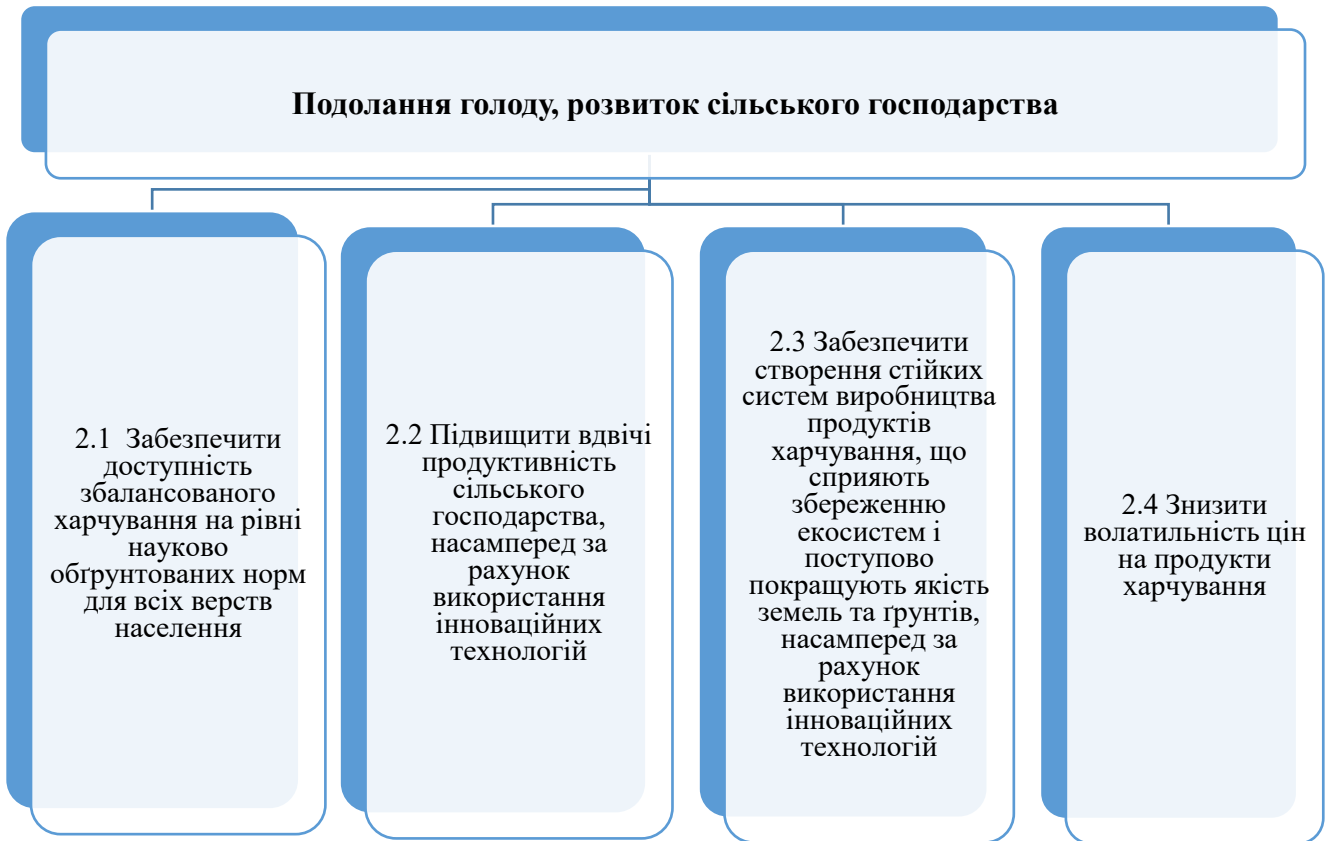 Подолання голоду, розвиток сільського господарства
2.1 Забезпечити
доступність
збалансованого
харчування на рівні
науково
обґрунтованих норм
для всіх верств
населення
2.2 Підвищити вдвічі
продуктивність
сільського
господарства,
насамперед за
рахунок
використання
інноваційних
технологій
2.3 Забезпечити
створення стійких
систем виробництва
продуктів
харчування, що
сприяють
збереженню
екосистем і
поступово
покращують якість
земель та ґрунтів,
насамперед за
рахунок
використання
інноваційних
технологій
2.4 Знизити
волатильність цін
на продукти
харчування